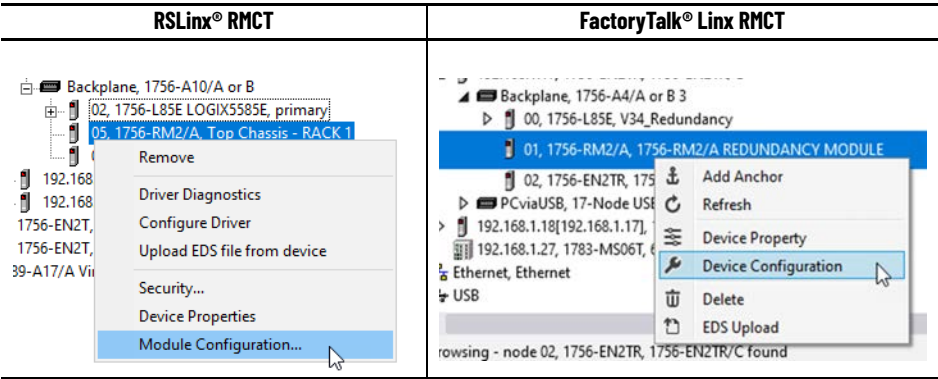 RSLinx® RMCT
FactoryTalk® Linx RMCT
Backplane, 1756-A10/A or B
02, 1756-L85E LOGIX5585E, primary
05, 1756-RM2/A, Top Chassis - RACK 1
Remove
Driver Diagnostics
Configure Driver
Upload EDS file from device
Security...
Device Properties
Module Configuration...
192.168
192.168
1756-EN2T,
1756-EN2T,
39-A17/A Vi
Backplane, 1756-A4/A or B 3
00, 1756-L85E, V34_Redundancy
01, 1756-RM2/A, 1756-RM2/A REDUNDANCY MODULE
02, 1756-EN2TR, 175
PCviaUSB, 17-Node USB
192.168.1.18[192.168.1.17],
192.168.1.27, 1783-MS06T,
Ethernet, Ethernet
USB
Add Anchor
Refresh
Device Property
Device Configuration
Delete
EDS Upload
rowsing - node 02, 1756-EN2TR, 1756-EN2TR/C found